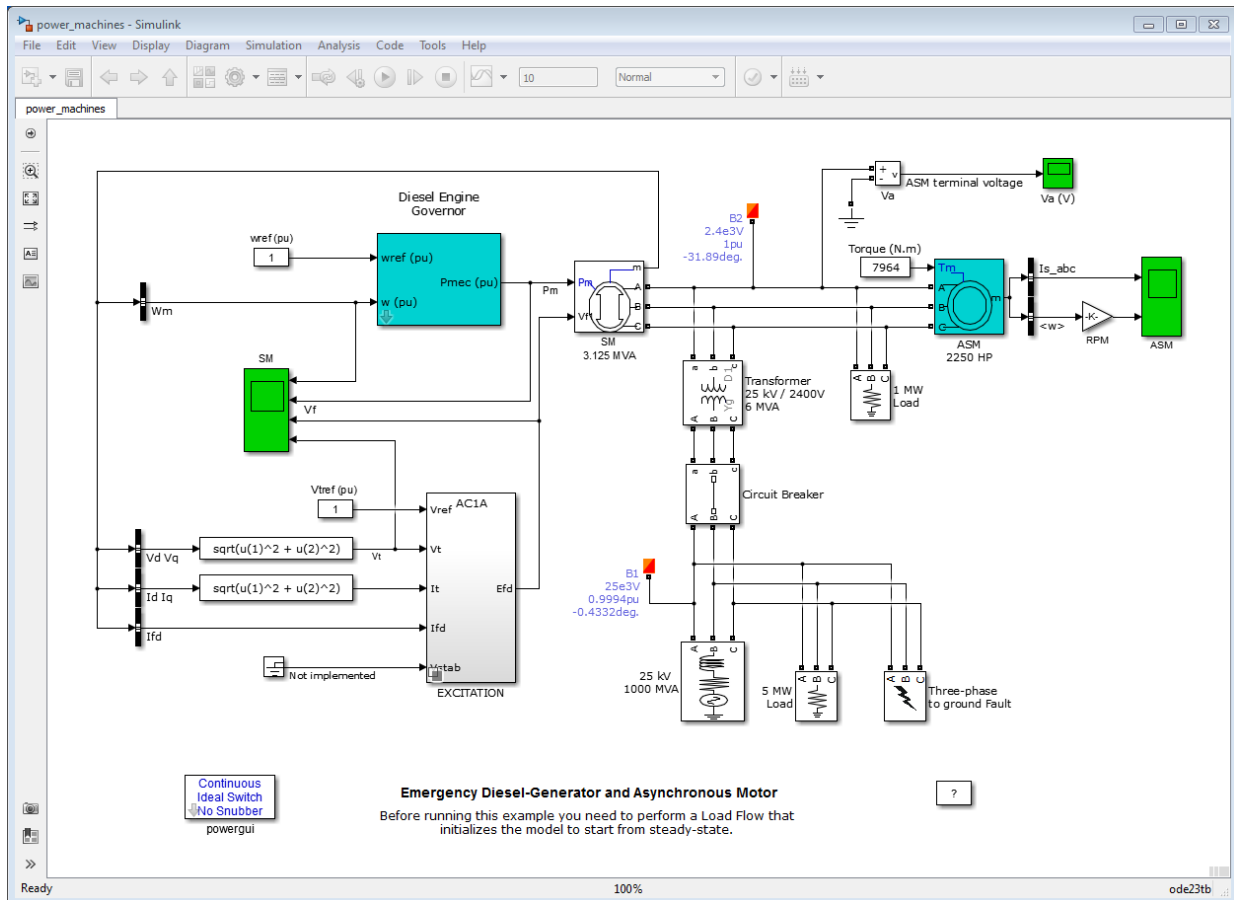 power_machines - Simulink
File Edit View Display Diagram Simulation Analysis Code Tools Help
10
Normal
power_machines
Diesel Engine
Governor
wref (pu)
1
wref (pu)
w (pu)
Pmec (pu)
Pm
Wm
SM
Vf
Pm
Vf
m
A
B
C
SM
3.125 MVA
B2
2.4e3V
1pu
-31.89deg.
+
-
v
Va
ASM terminal voltage
Va (V)
Torque (N.m)
7964
Tm
A
B
C
m
ASM
2250 HP
Is_abc
<w>
-K-
RPM
ASM
a b c
D1
Yg
A B C
Transformer
25 kV / 2400V
6 MVA
A B C
1 MW
Load
a b c
A B C
Circuit Breaker
Vtref (pu)
1
AC1A
Vref
Vt
It
Ifd
Vstab
Efd
EXCITATION
Vd Vq
sqrt(u(1)^2 + u(2)^2)
Vt
Id Iq
sqrt(u(1)^2 + u(2)^2)
Ifd
Not implemented
B1
25e3V
0.9994pu
-0.4332deg.
A B C
25 kV
1000 MVA
A B C
5 MW
Load
A B C
Three-phase
to ground Fault
Continuous
Ideal Switch
No Snubber
powergui
Emergency Diesel-Generator and Asynchronous Motor
Before running this example you need to perform a Load Flow that
initializes the model to start from steady-state.
?
Ready
100%
ode23tb